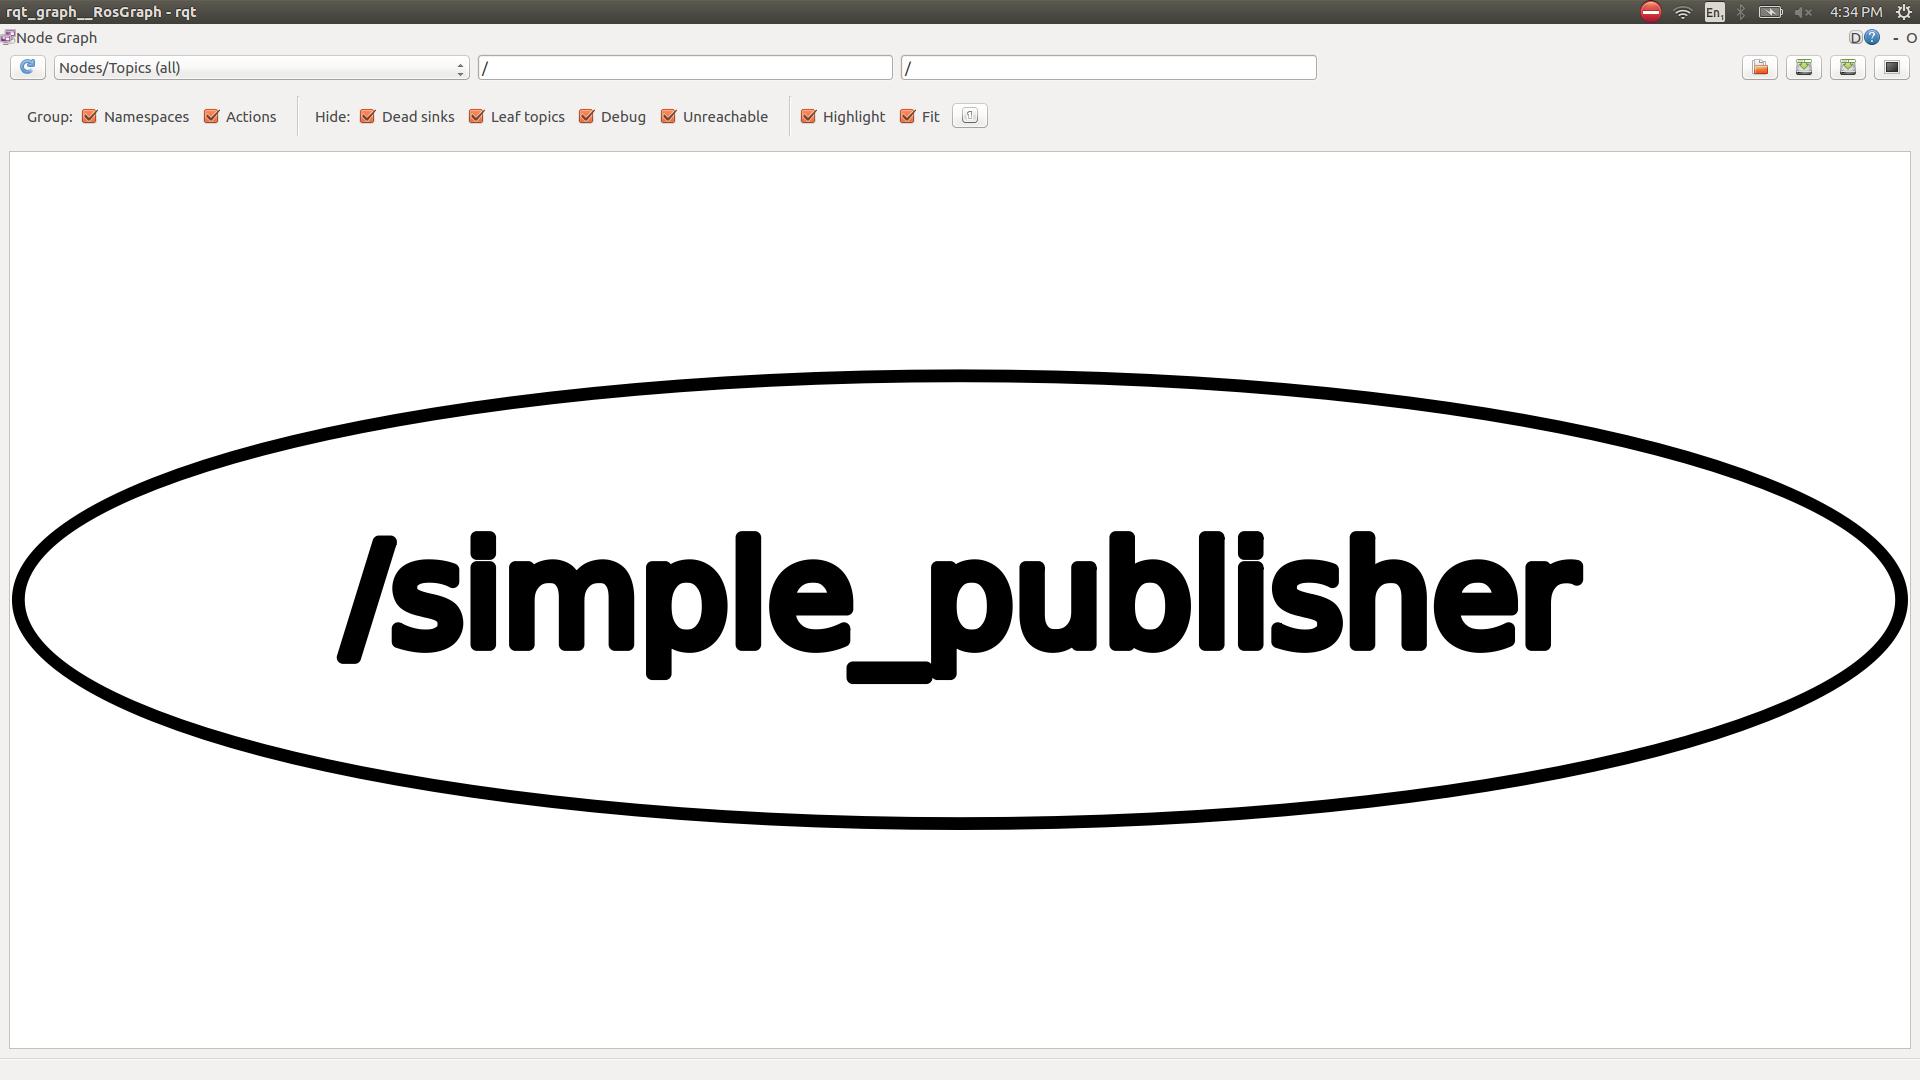 rqt_graph__RosGraph - rqt
En1
4:34 PM
Node Graph
D
?
- O
Nodes/Topics (all)
/
/
Group:
Namespaces
Actions
Hide:
Dead sinks
Leaf topics
Debug
Unreachable
Highlight
Fit
/simple_publisher